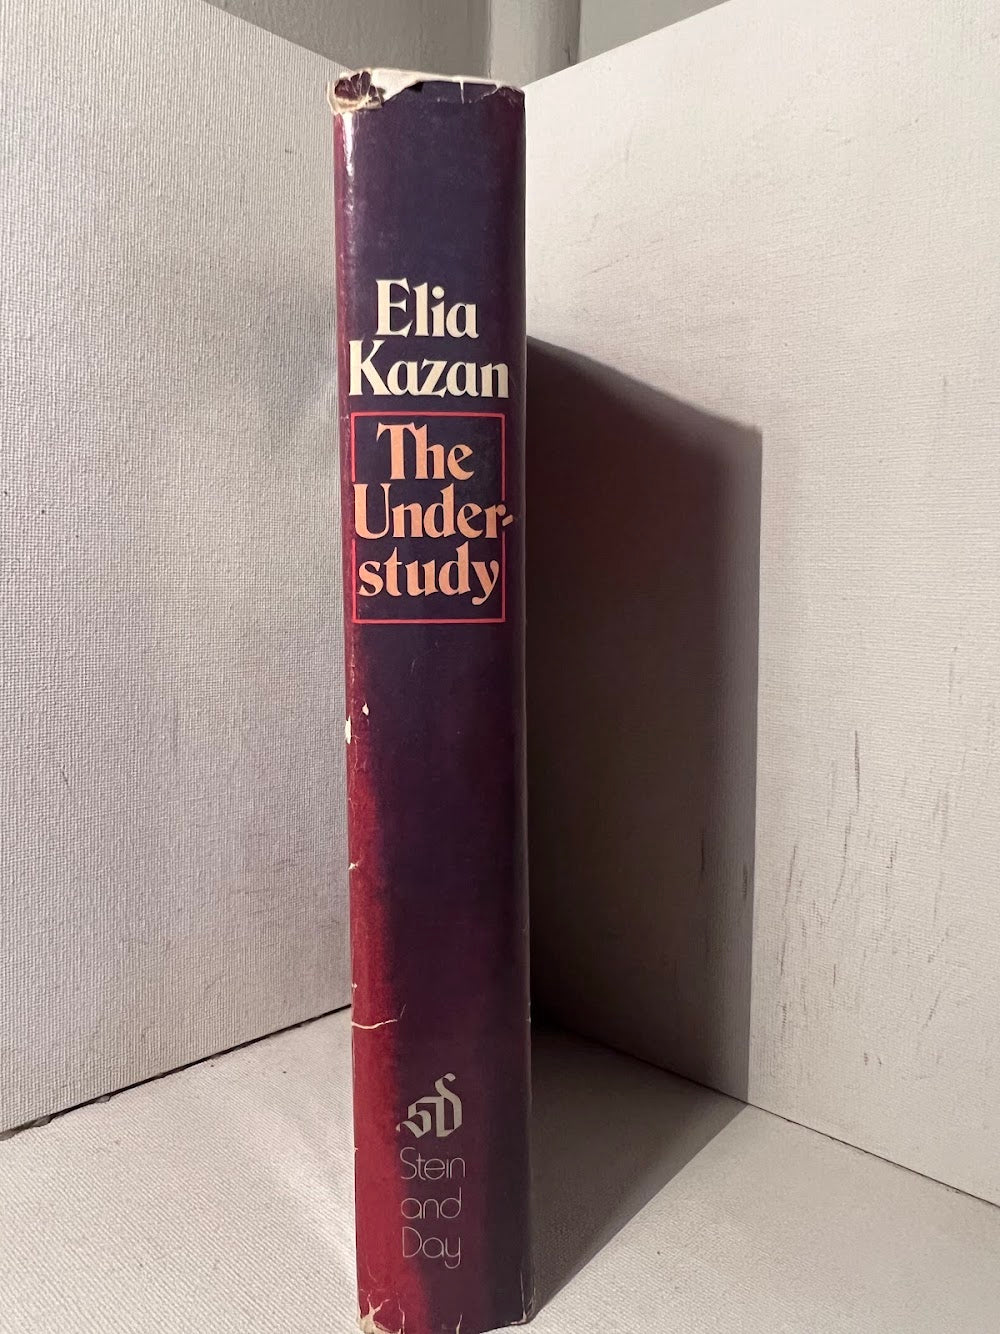 Elia
Kazan
The
Under-
study
sd
Stein
and
Day